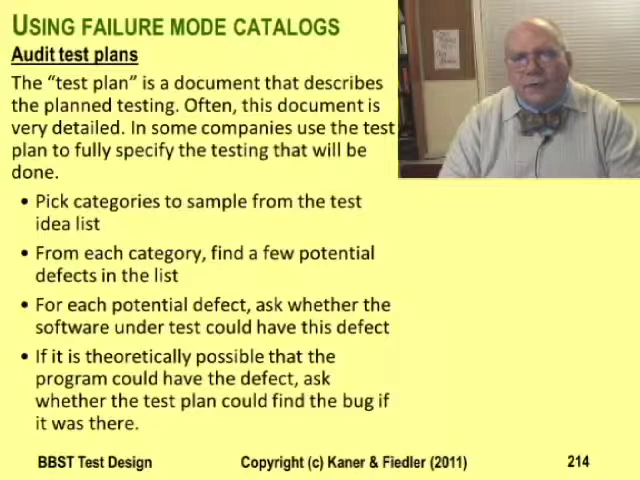 USING FAILURE MODE CATALOGS
Audit test plans
The “test plan” is a document that describes
the planned testing. Often, this document is
very detailed. In some companies use the test
plan to fully specify the testing that will be
done.
• Pick categories to sample from the test
idea list
• From each category, find a few potential
defects in the list
• For each potential defect, ask whether the
software under test could have this defect
• If it is theoretically possible that the
program could have the defect, ask
whether the test plan could find the bug if
it was there.
BBST Test Design Copyright (c) Kaner & Fiedler (2011) 214